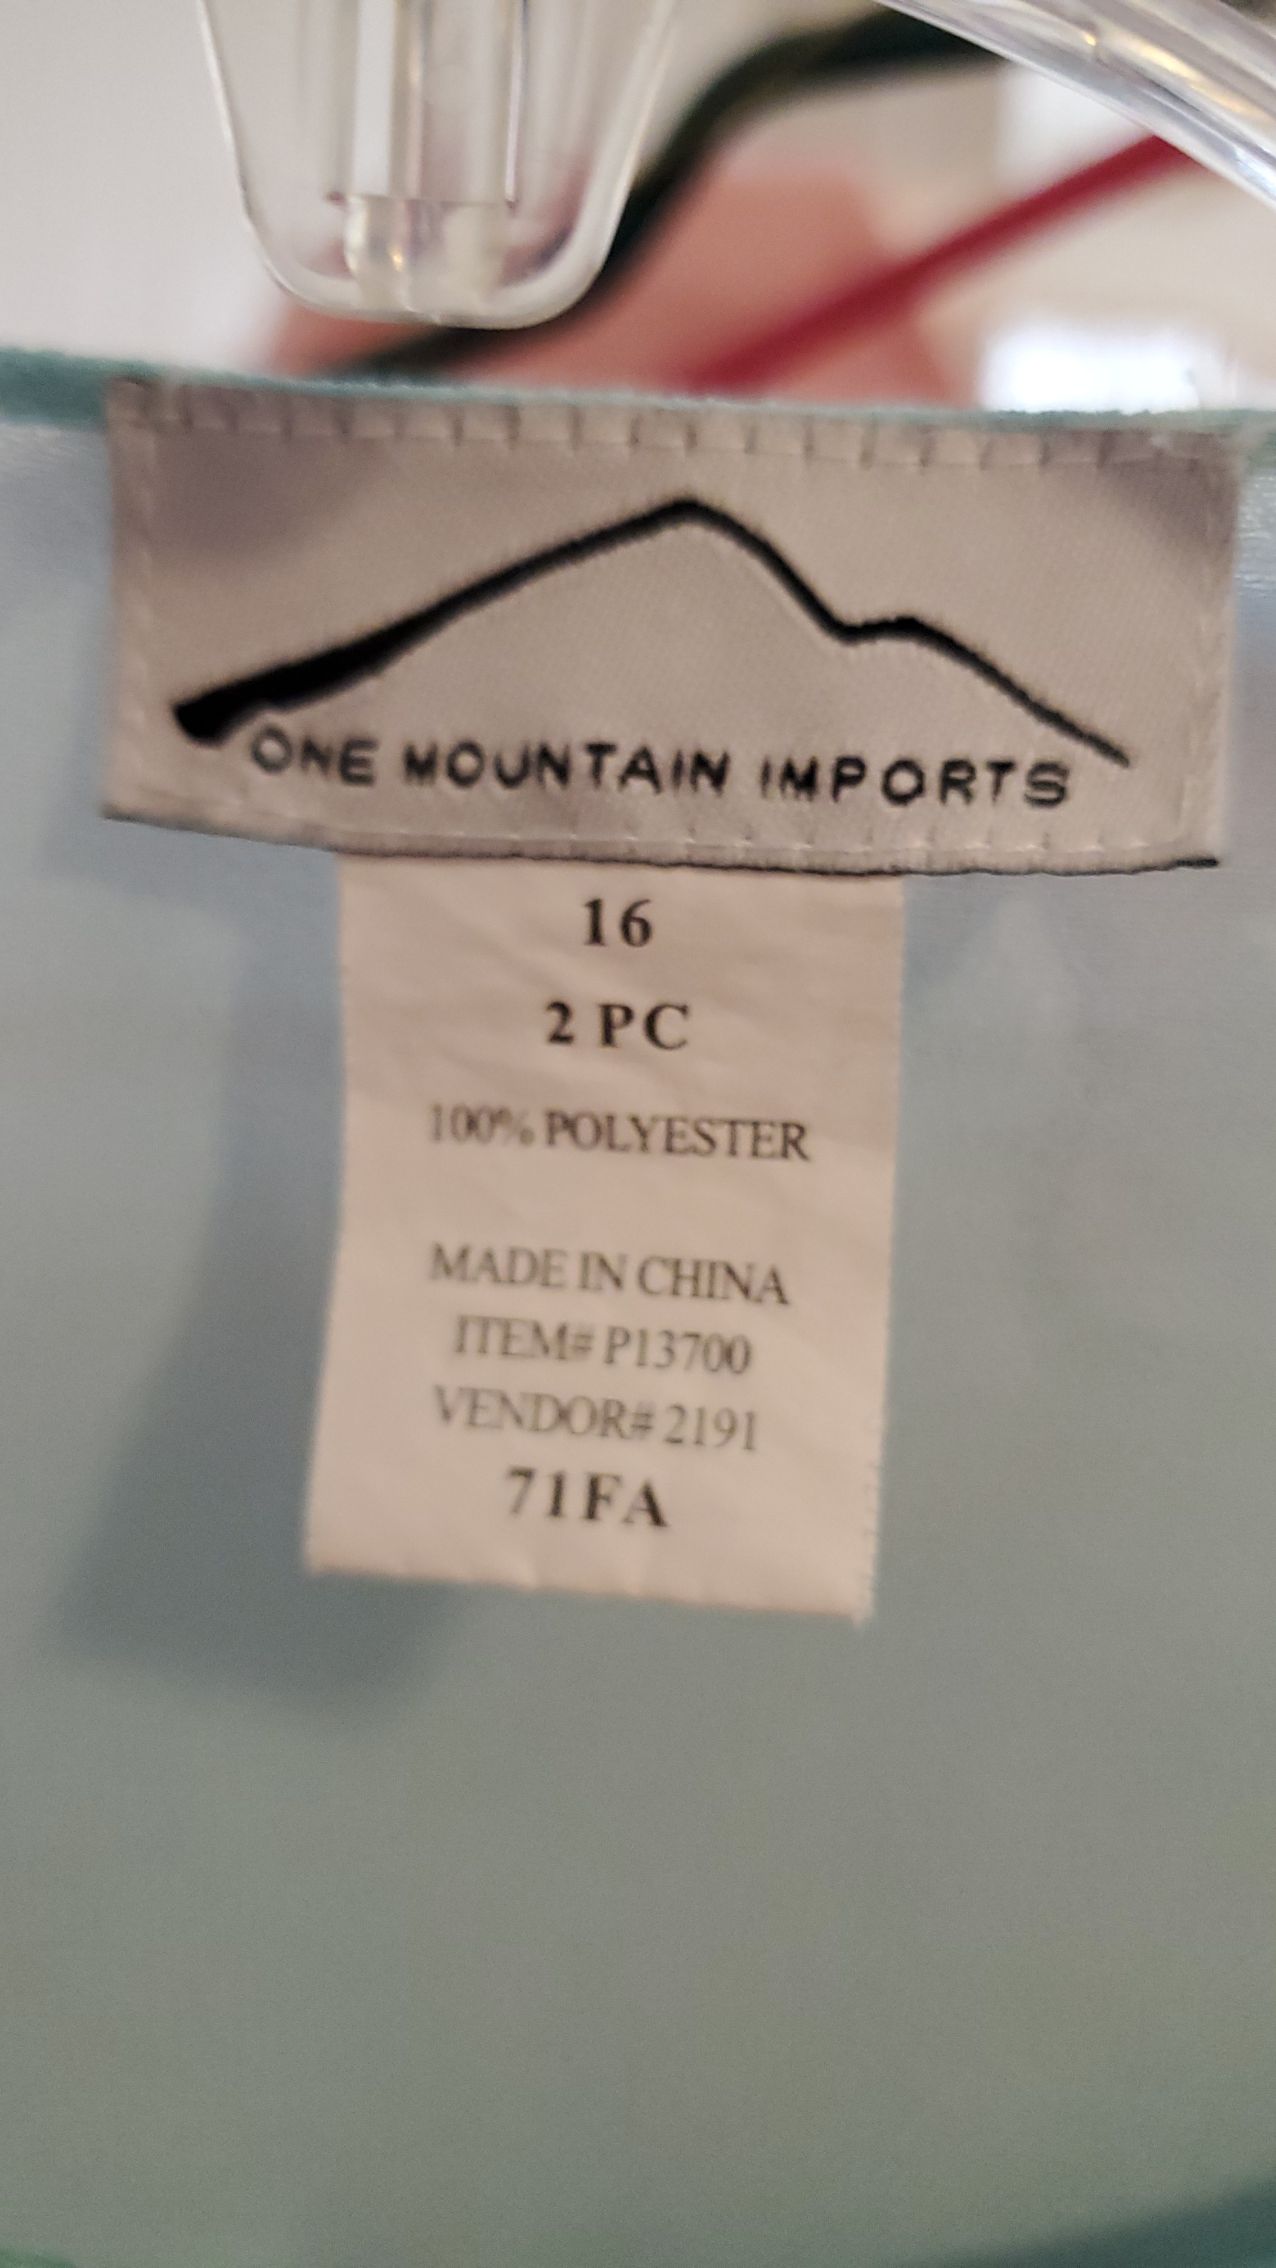 ONE MOUNTAIN IMPORTS
16
2 PC
100% POLYESTER
MADE IN CHINA
ITEM# P13700
VENDOR# 2191
71FA